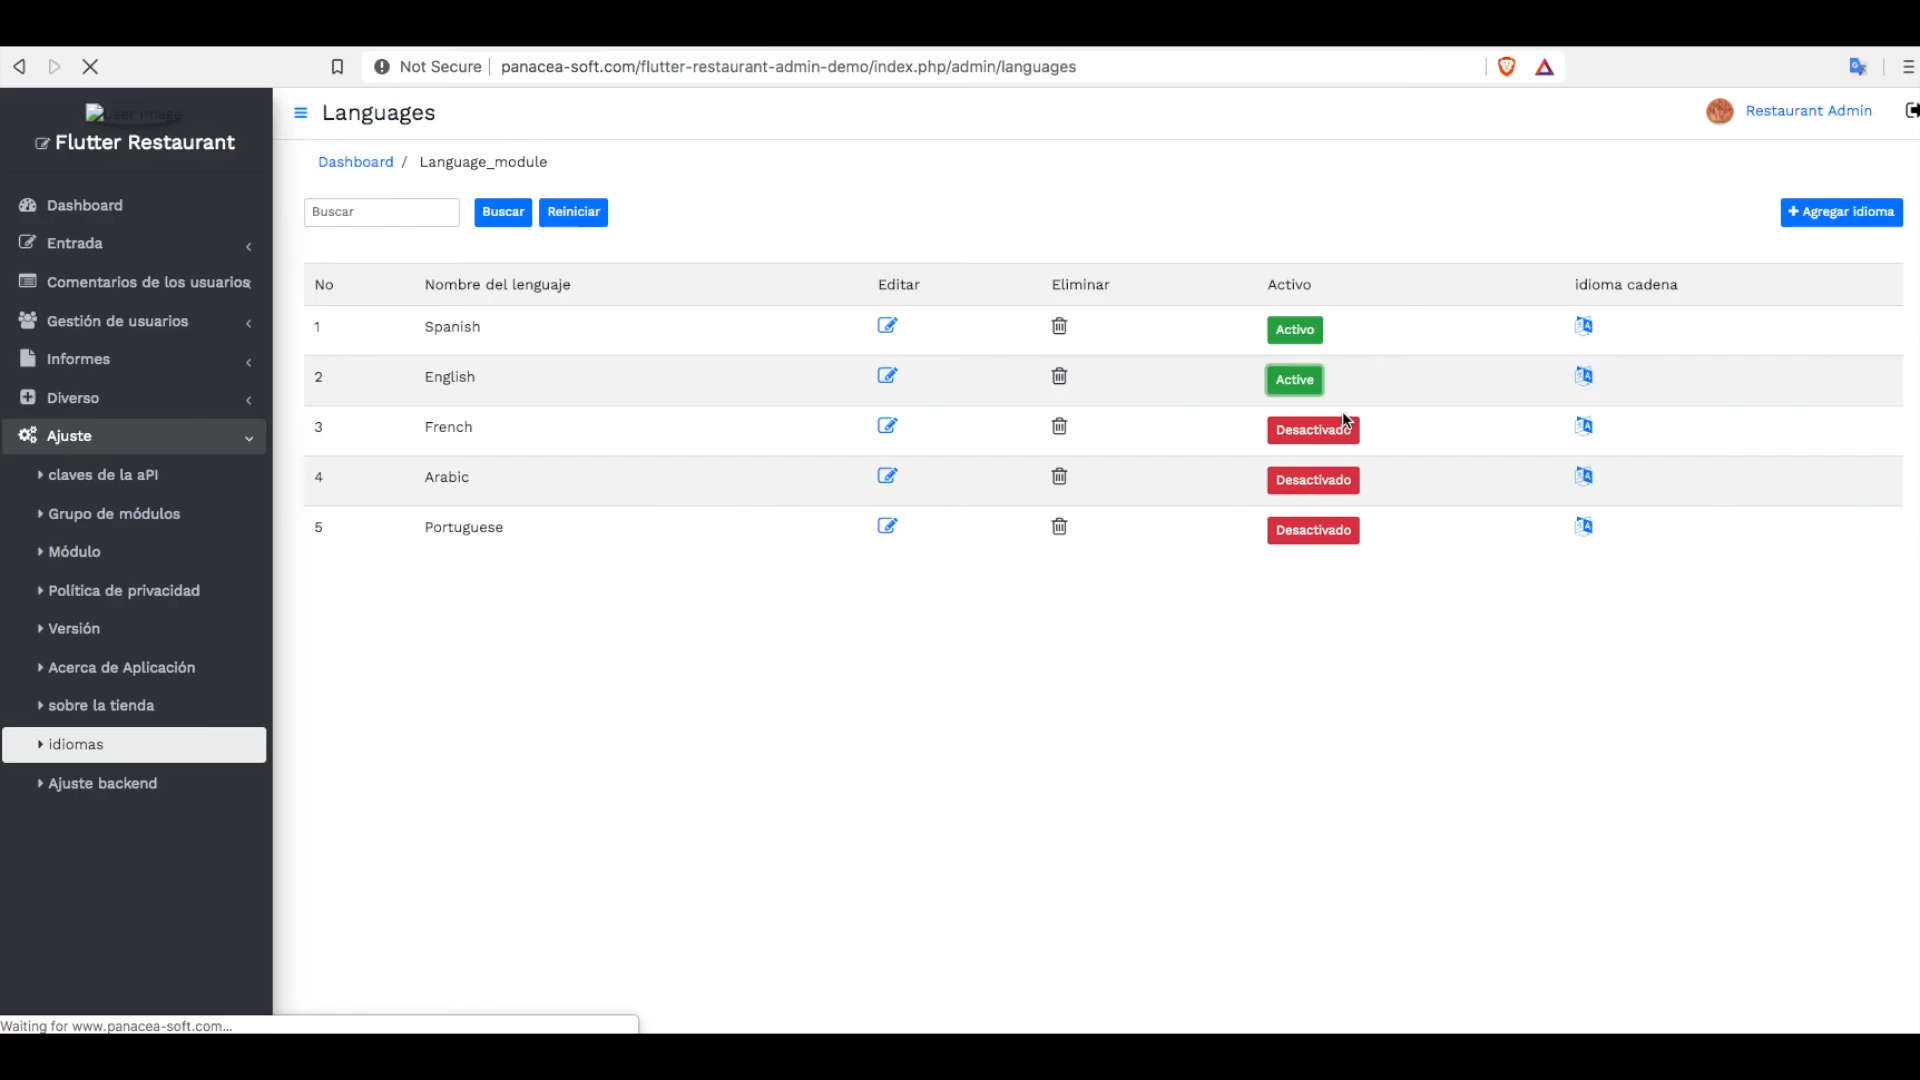 Not Secure panacea-soft.com/flutter-restaurant-admin-demo/index.php/admin/languages
User Image
Flutter Restaurant
Languages
Restaurant Admin
Dashboard / Language_module
Buscar Buscar Reiniciar + Agregar idioma
Dashboard
Entrada
Comentarios de los usuarios
Gestión de usuarios
Informes
Diverso
Ajuste
claves de la aPI
Grupo de módulos
Módulo
Política de privacidad
Versión
Acerca de Aplicación
sobre la tienda
idiomas
Ajuste backend
No Nombre del lenguaje Editar Eliminar Activo idioma cadena
1 Spanish Activo
2 English Active
3 French Desactivado
4 Arabic Desactivado
5 Portuguese Desactivado
Waiting for www.panacea-soft.com...